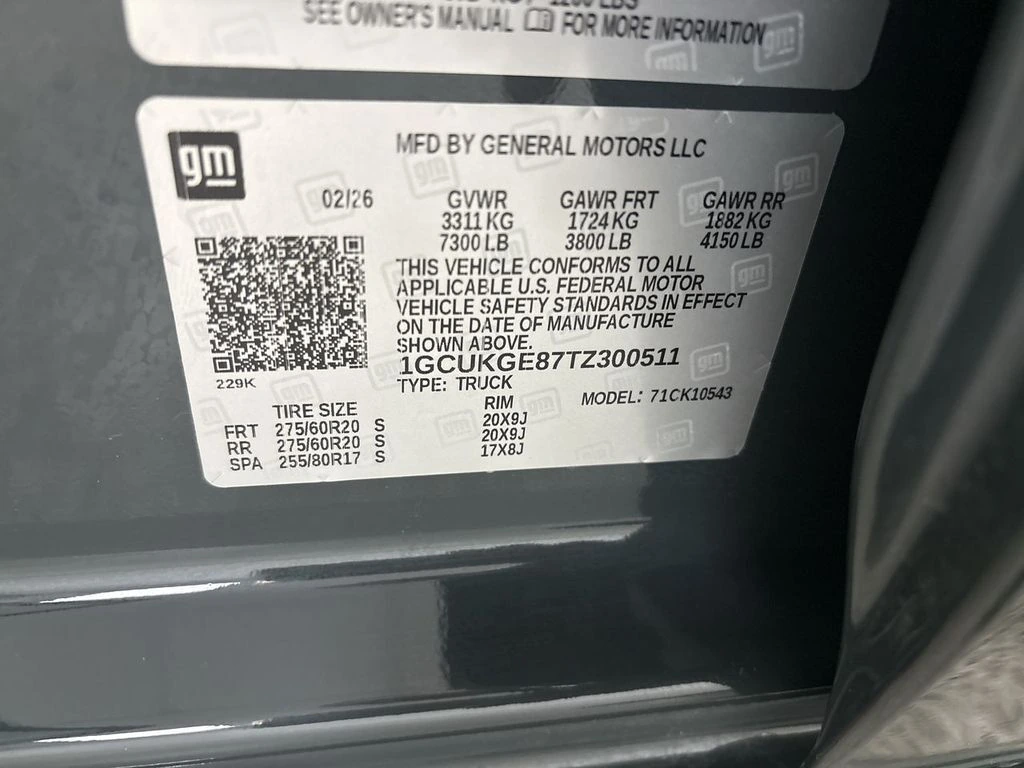 1200 LBS
SEE OWNER'S MANUAL FOR MORE INFORMATION
gm
MFD BY GENERAL MOTORS LLC
02/26 GVWR GAWR FRT GAWR RR
3311 KG 1724 KG 1882 KG
7300 LB 3800 LB 4150 LB
THIS VEHICLE CONFORMS TO ALL
APPLICABLE U.S. FEDERAL MOTOR
VEHICLE SAFETY STANDARDS IN EFFECT
ON THE DATE OF MANUFACTURE
SHOWN ABOVE.
1GCUKGE87TZ300511
229K
TYPE: TRUCK
MODEL: 71CK10543
TIRE SIZE RIM
FRT 275/60R20 S 20X9J
RR 275/60R20 S 20X9J
SPA 255/80R17 S 17X8J